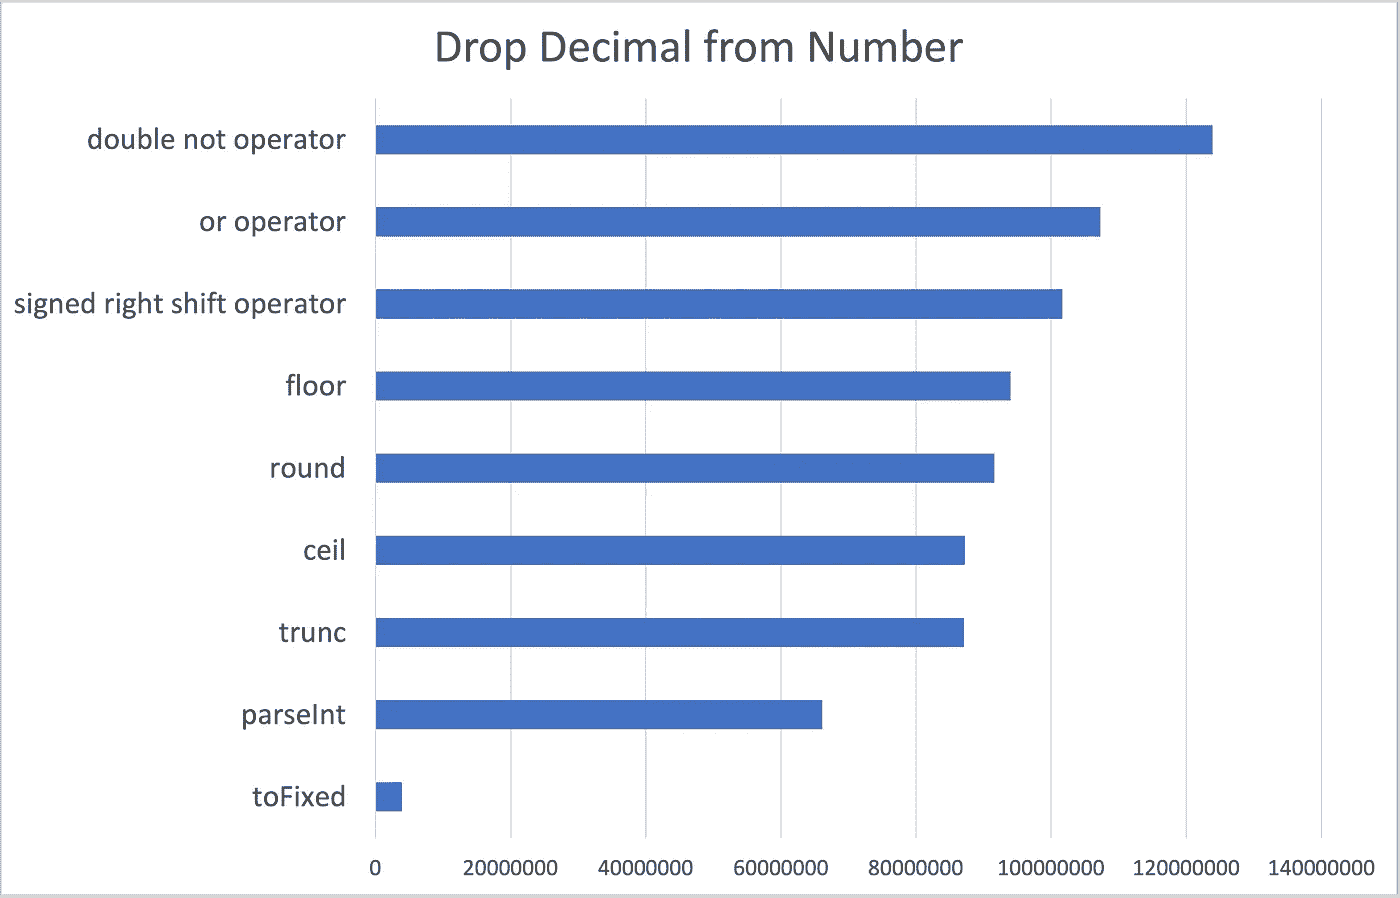 Drop Decimal from Number
double not operator
or operator
signed right shift operator
floor
round
ceil
trunc
parseInt
toFixed
0 20000000 40000000 60000000 80000000 100000000 120000000 140000000